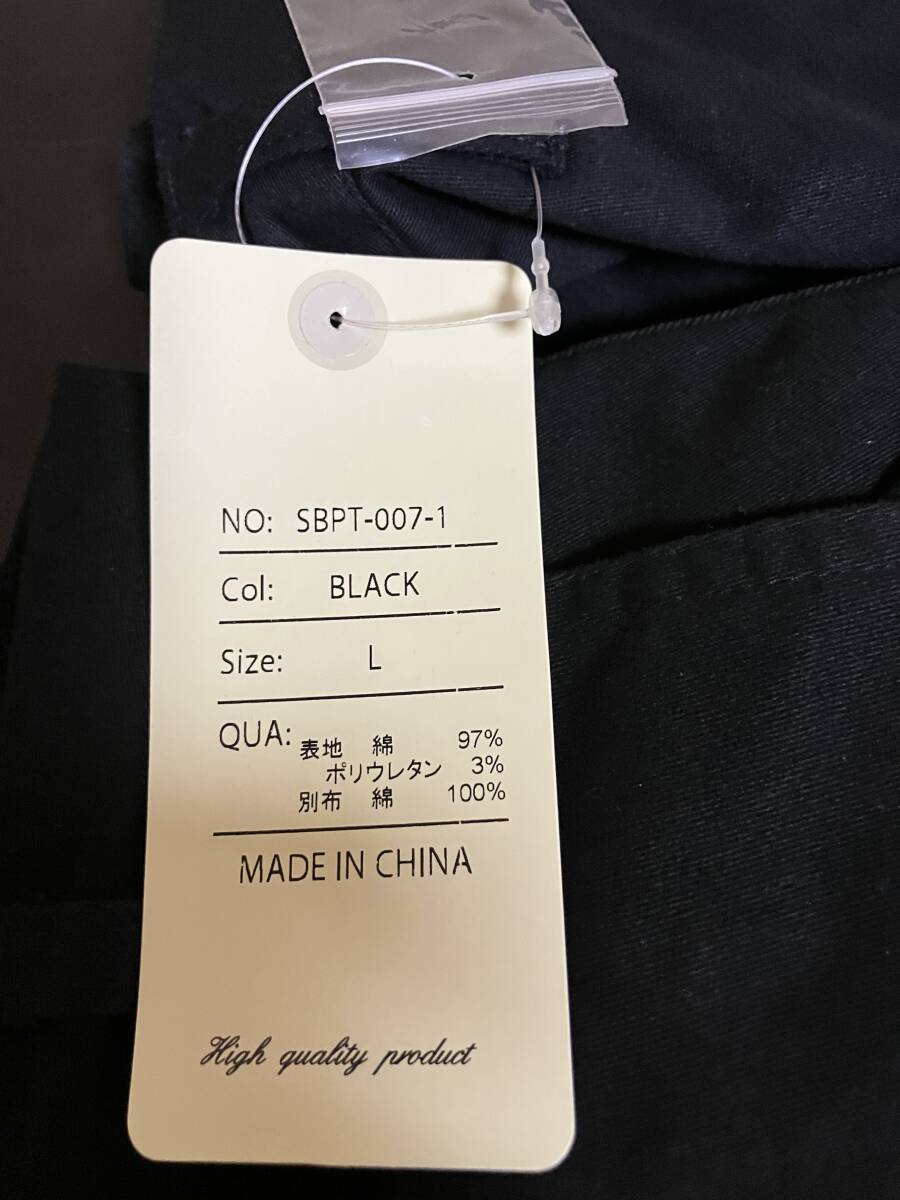 NO: SBPT-007-1
Col: BLACK
Size: L
QUA: 表地 綿 97%
ポリウレタン 3%
別布 綿 100%
MADE IN CHINA
High quality product